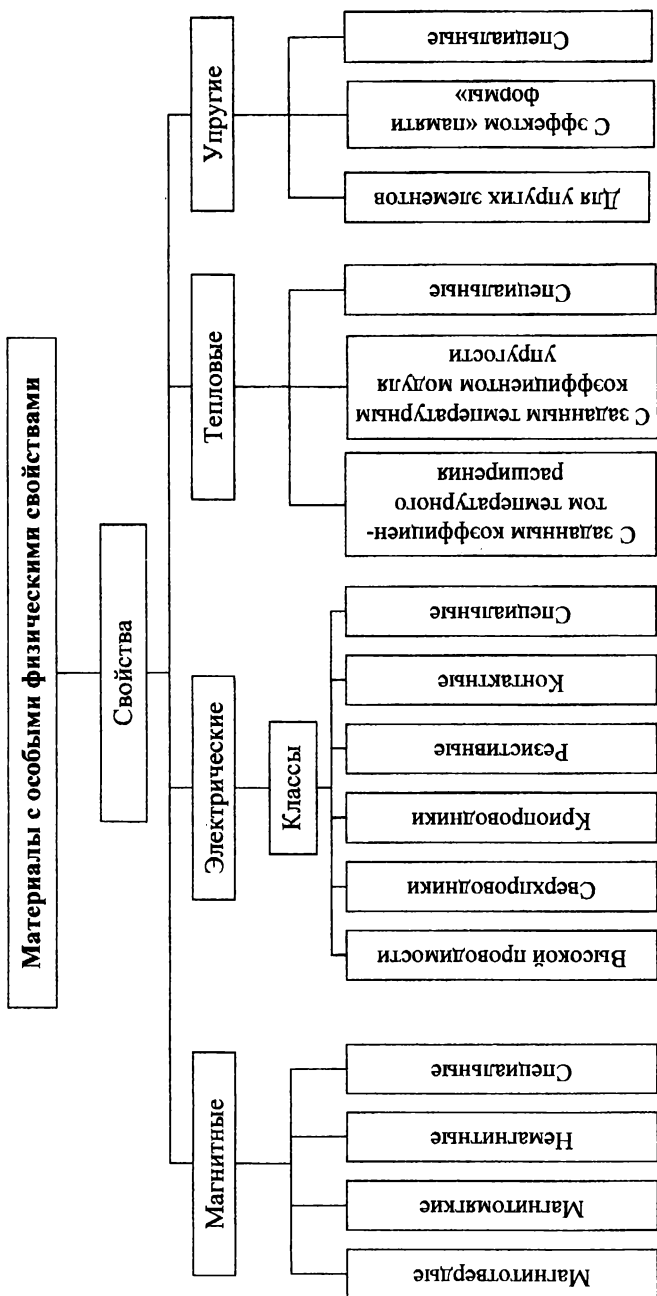 Материалы с особыми физическими свойствами
Свойства
Магнитные
Электрические
Тепловые
Упругие
Классы
Магнитотвердые
Магнитомягкие
Немагнитные
Специальные
Высокой проводимости
Сверхпроводники
Криопроводники
Резистивные
Контактные
Специальные
С заданным коэффициен-
том температурного
расширения
С заданным температурным
коэффициентом модуля
упругости
Специальные
Для упругих элементов
С эффектом «памяти
формы»
Специальные